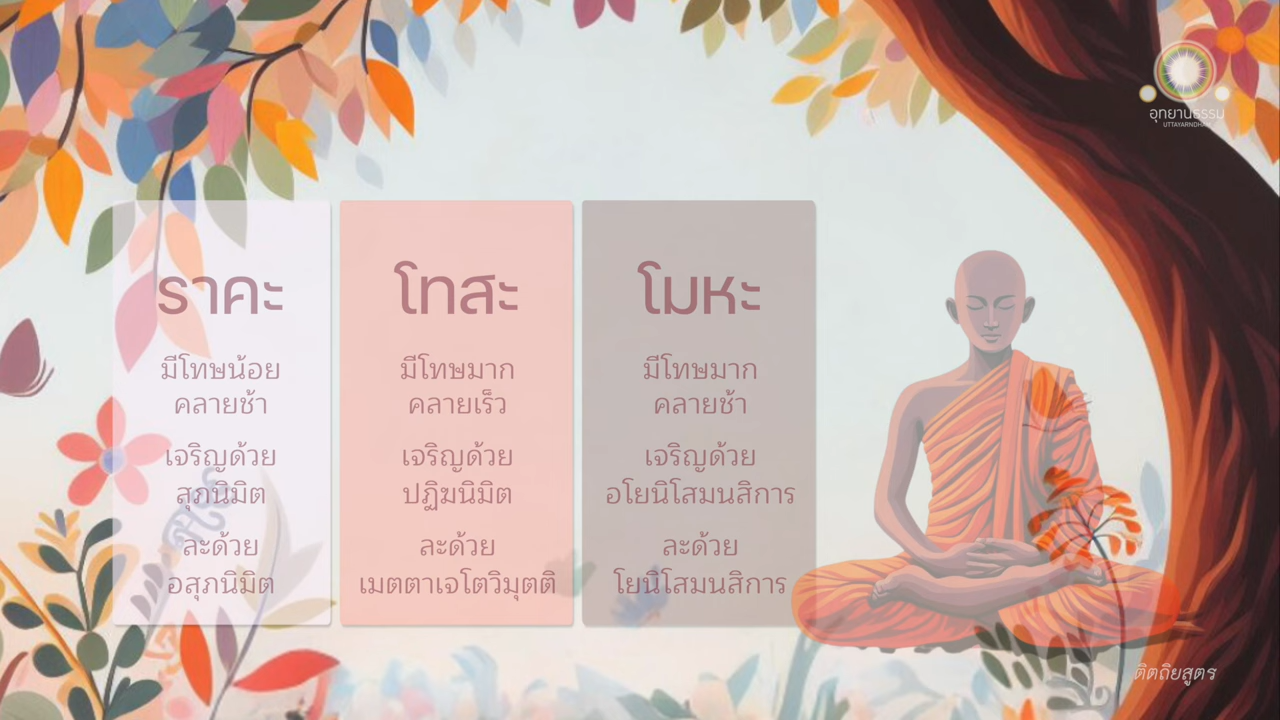 อุทยานธรรม
UTTAYARNDHAM
ราคะ
มีโทษน้อย
คลายช้า
เจริญด้วย
สุภนิมิต
ละด้วย
อสุภนิมิต
โทสะ
มีโทษมาก
คลายเร็ว
เจริญด้วย
ปฏิฆนิมิต
ละด้วย
เมตตาเจโตวิมุตติ
โมหะ
มีโทษมาก
คลายช้า
เจริญด้วย
อโยนิโสมนสิการ
ละด้วย
โยนิโสมนสิการ
ติตถิยสูตร